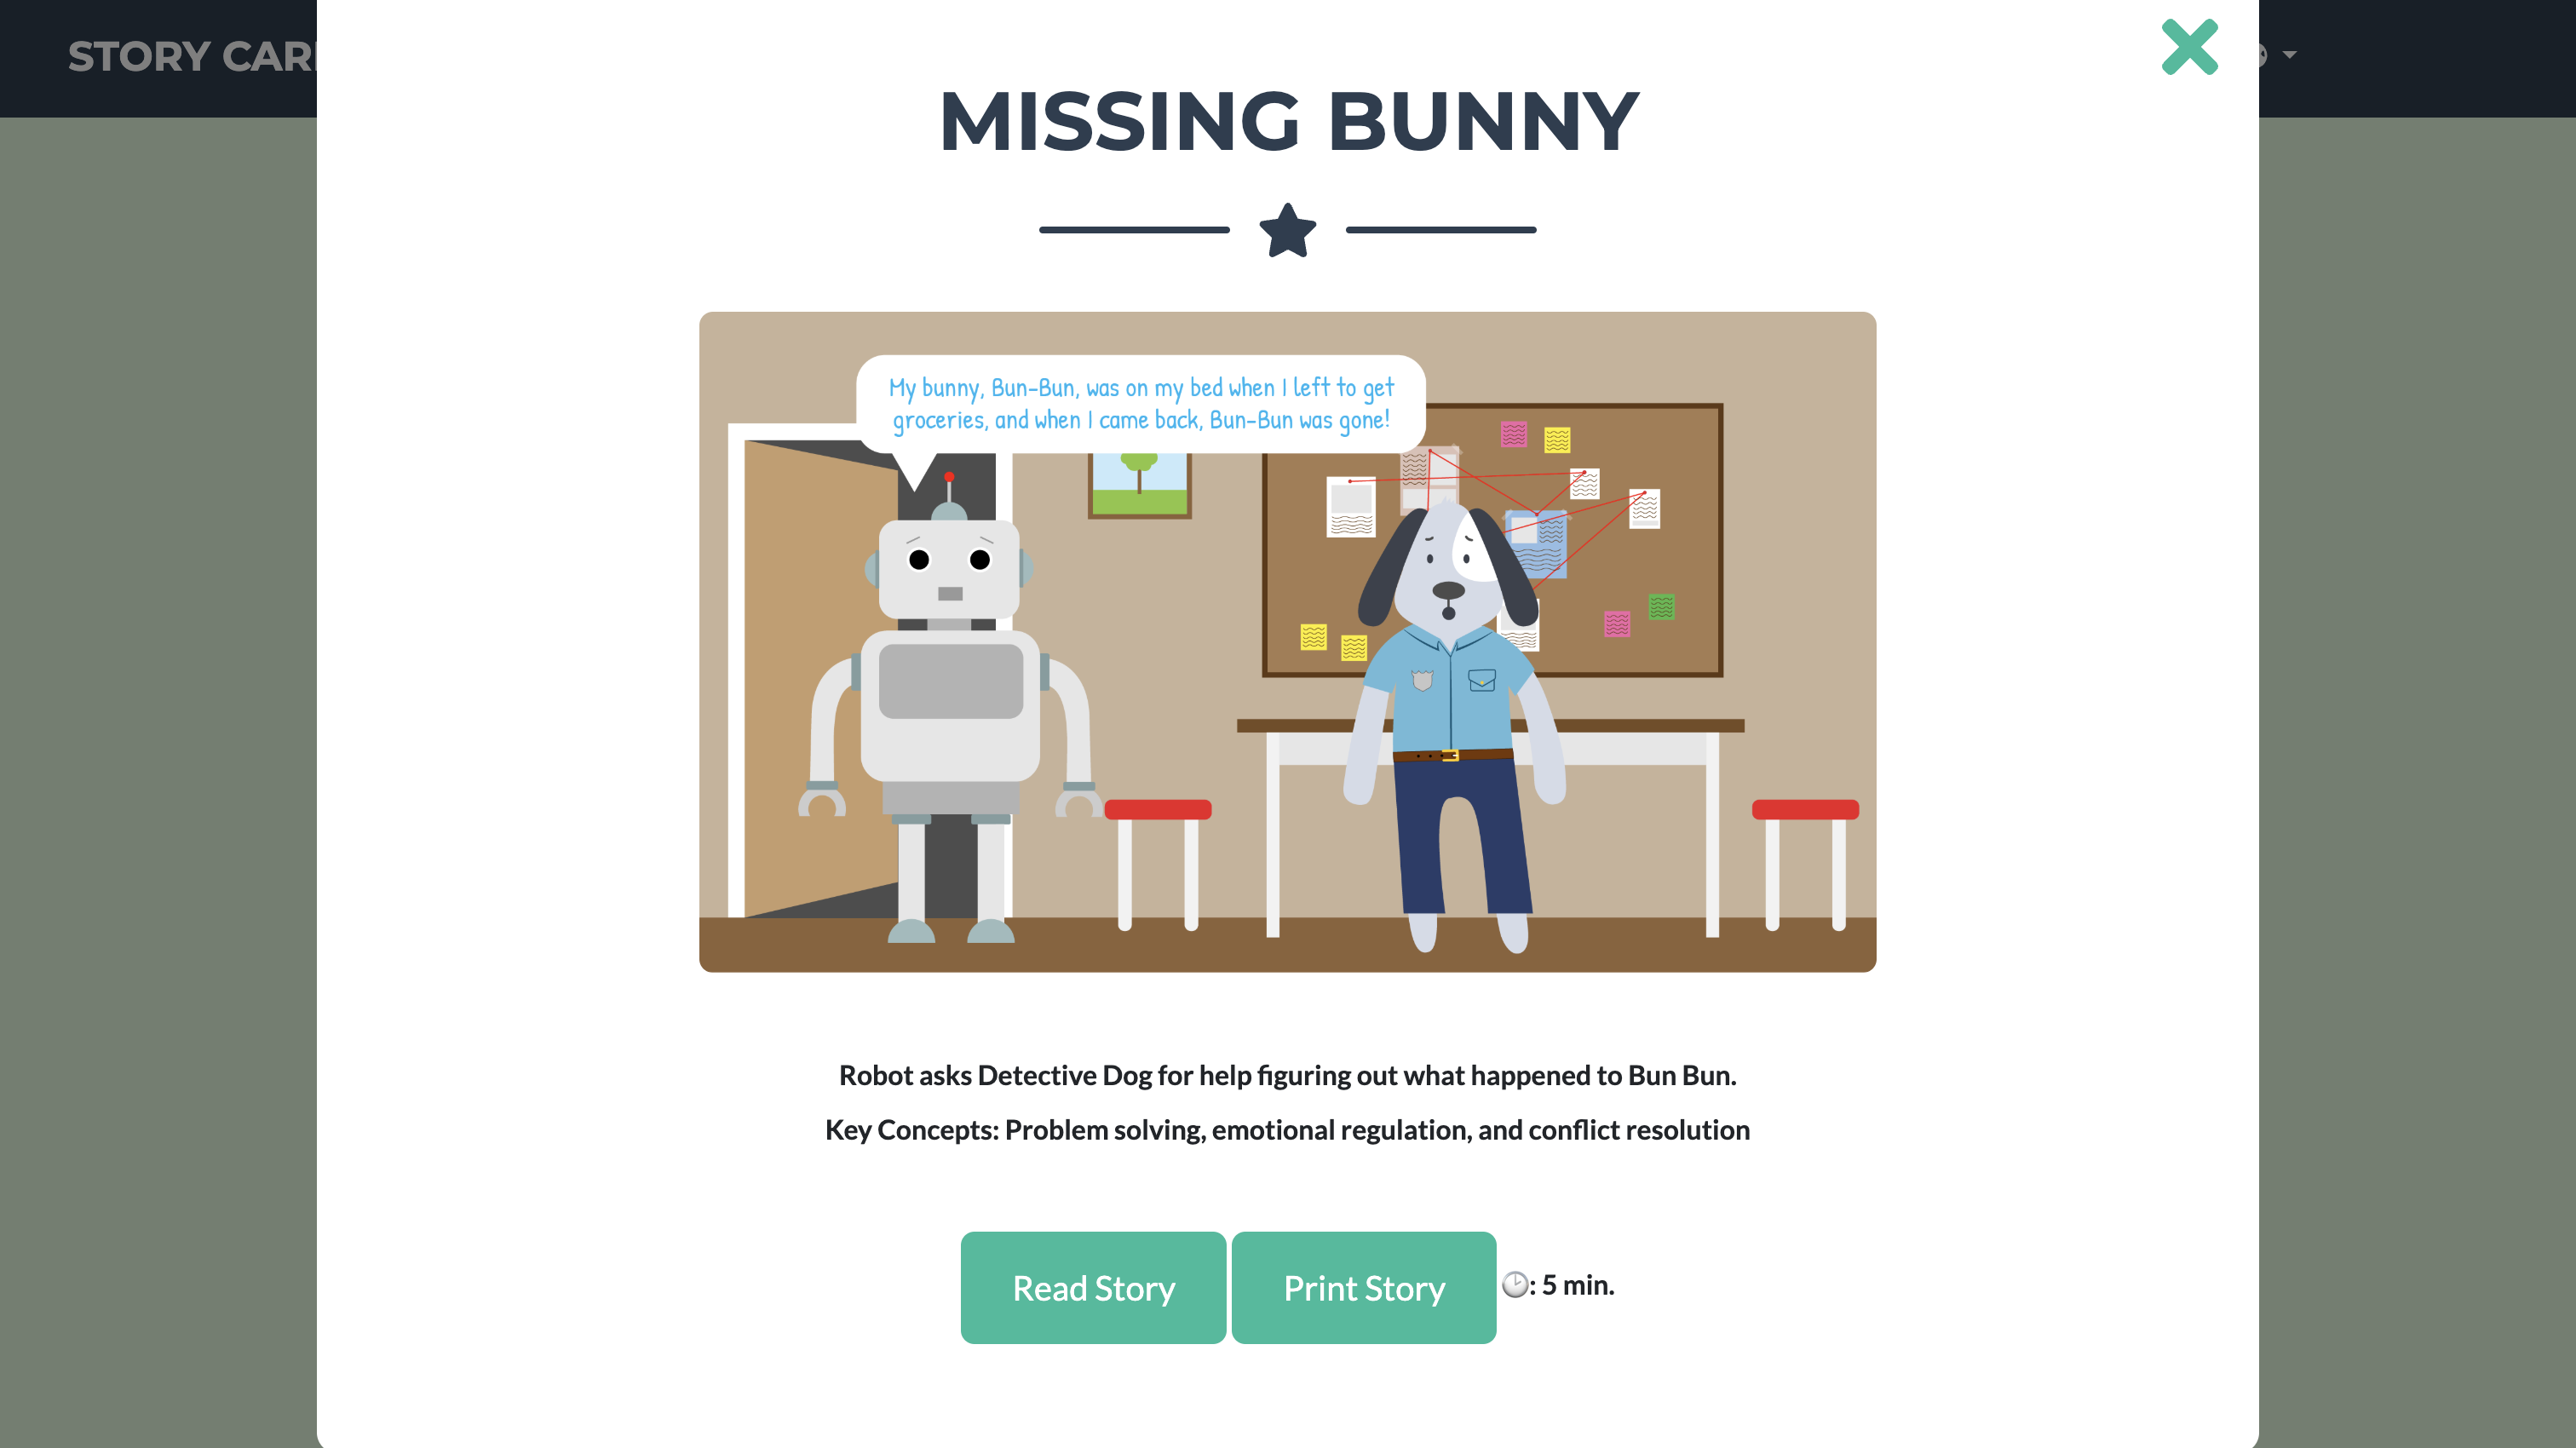 STORY CAR
MISSING BUNNY
My bunny, Bun-Bun, was on my bed when I left to get
groceries, and when I came back, Bun-Bun was gone!
Robot asks Detective Dog for help figuring out what happened to Bun Bun.
Key Concepts: Problem solving, emotional regulation, and conflict resolution
Read Story
Print Story
🕑: 5 min.